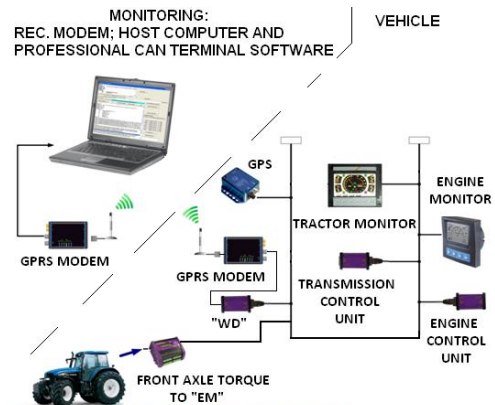 MONITORING:
REC. MODEM; HOST COMPUTER AND
PROFESSIONAL CAN TERMINAL SOFTWARE
VEHICLE
GPS
ENGINE
MONITOR
TRACTOR MONITOR
GPRS MODEM
GPRS MODEM
TRANSMISSION
CONTROL
UNIT
"WD"
ENGINE
CONTROL
UNIT
FRONT AXLE TORQUE
TO "EM"